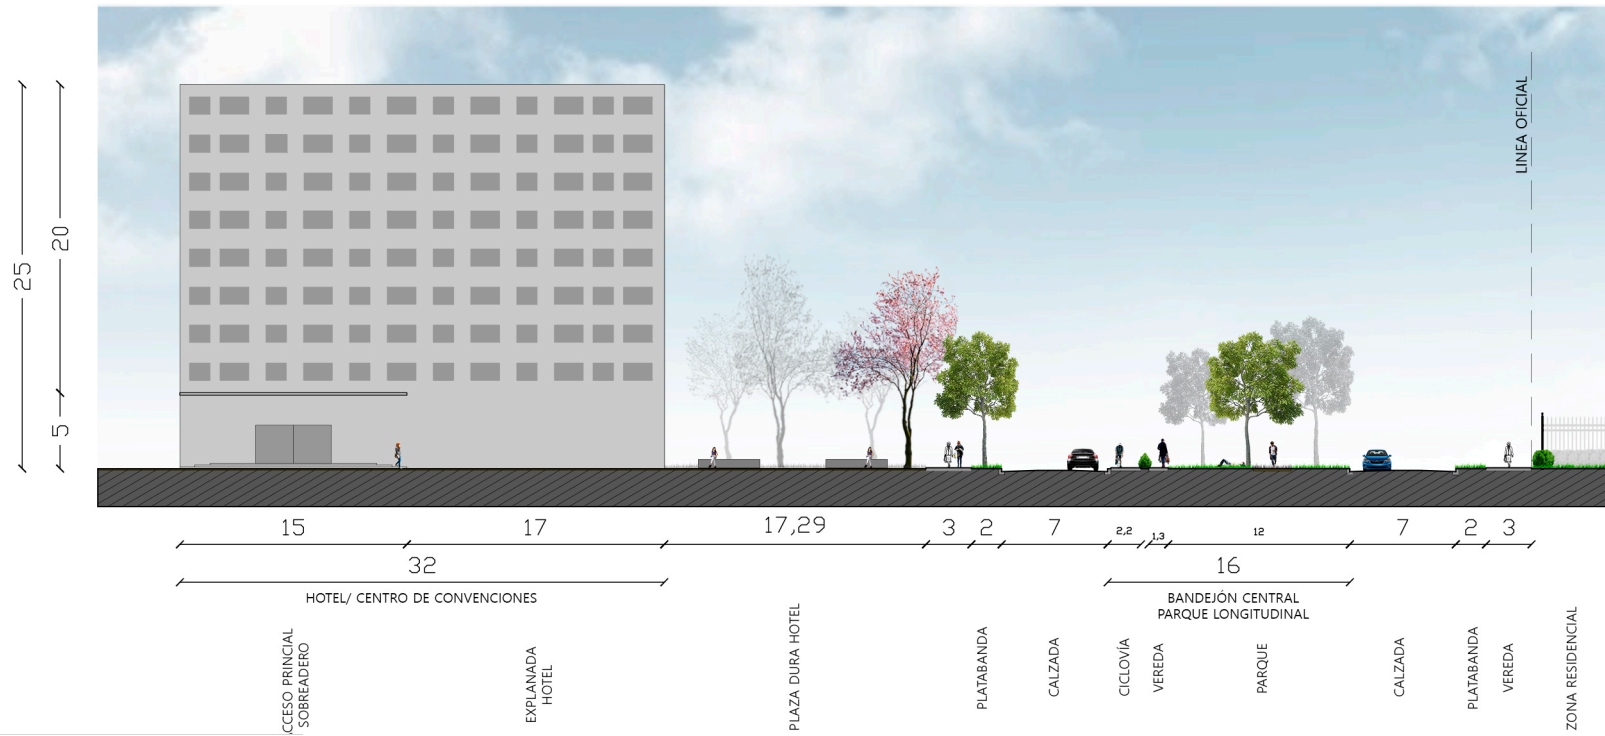 LINEA OFICIAL
25
20
5
15
17
17,29
3
2
7
2,2
1,3
12
7
2
3
32
16
HOTEL/ CENTRO DE CONVENCIONES
BANDEJÓN CENTRAL
PARQUE LONGITUDINAL
CCESO PRINCIAL
SOBREADERO
EXPLANADA
HOTEL
PLAZA DURA HOTEL
PLATABANDA
CALZADA
CICLOVÍA
VEREDA
PARQUE
CALZADA
PLATABANDA
VEREDA
ZONA RESIDENCIAL